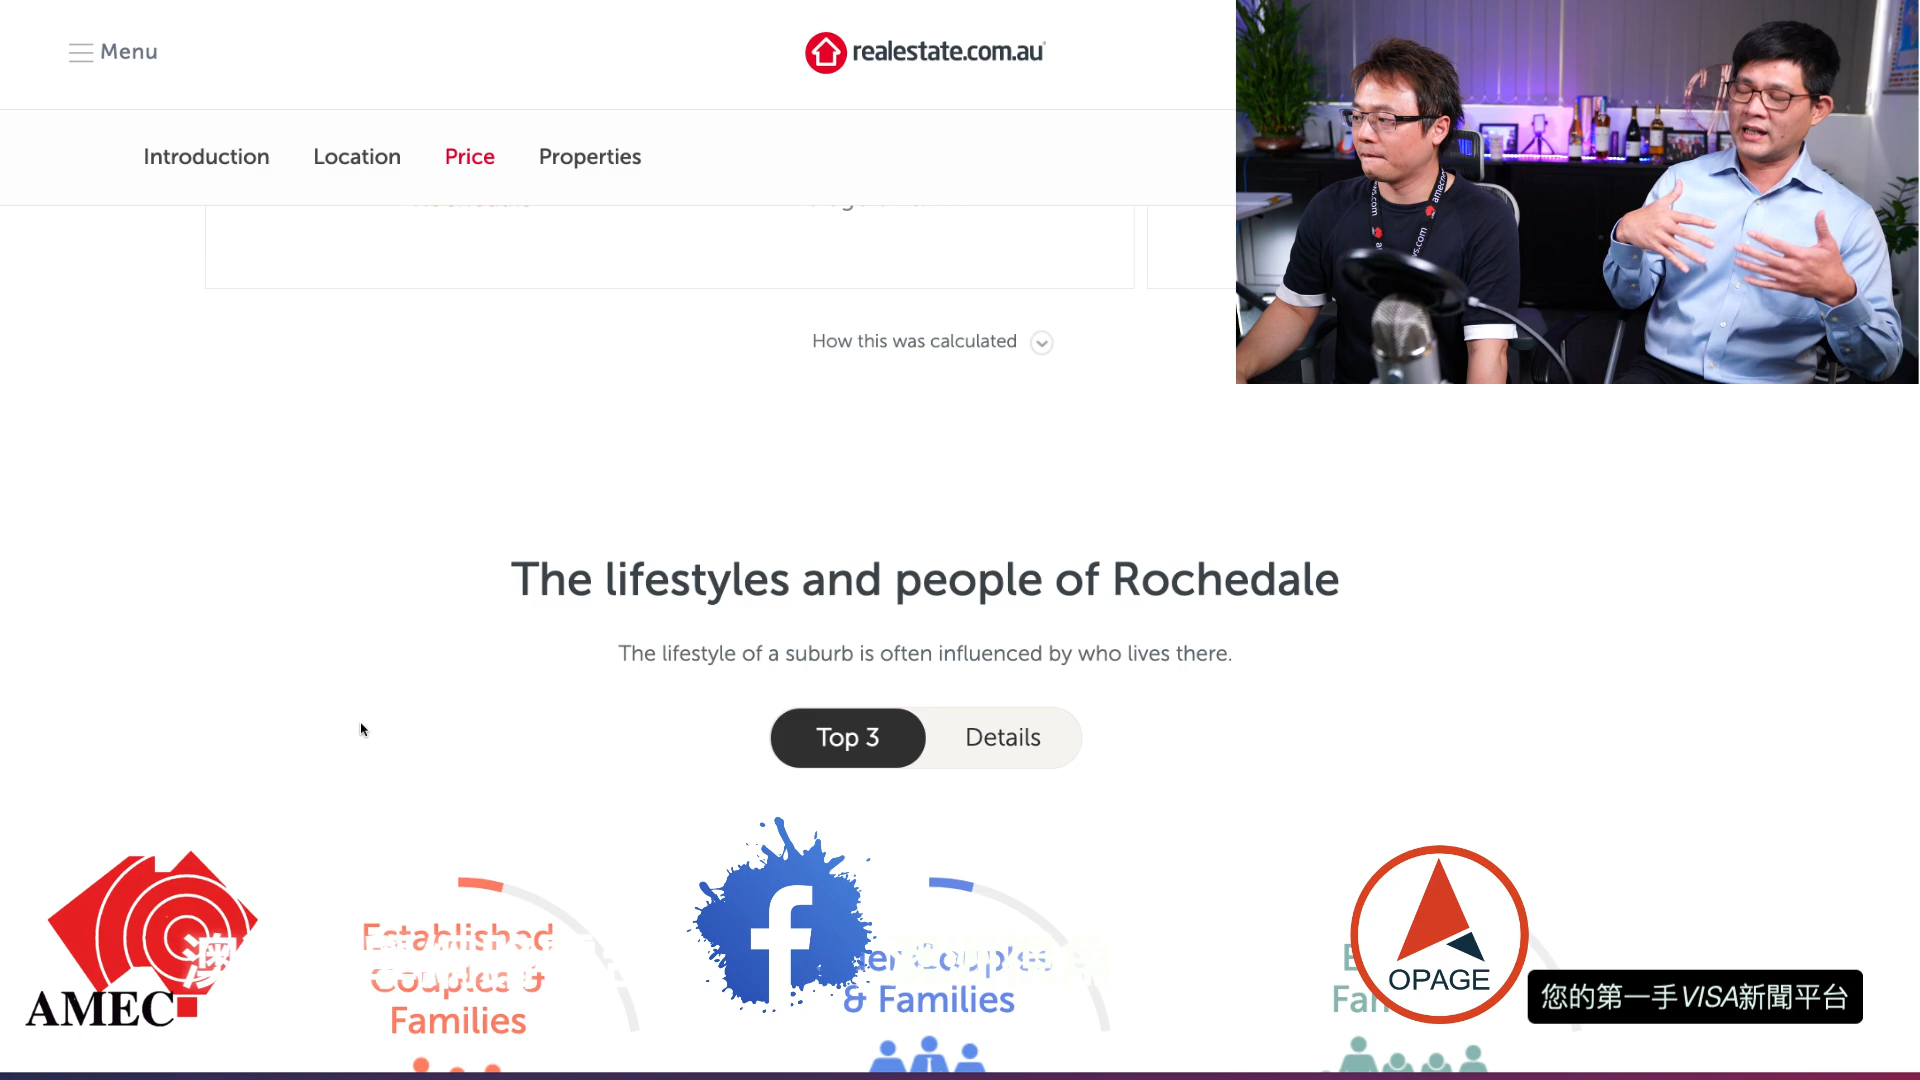 Menu
realestate.com.au
Introduction
Location
Price
Properties
How this was calculated
The lifestyles and people of Rochedale
The lifestyle of a suburb is often influenced by who lives there.
Top 3
Details
Established
Couples &
Families
& Families
AMEC
澳
f
OPAGE
您的第一手VISA新聞平台